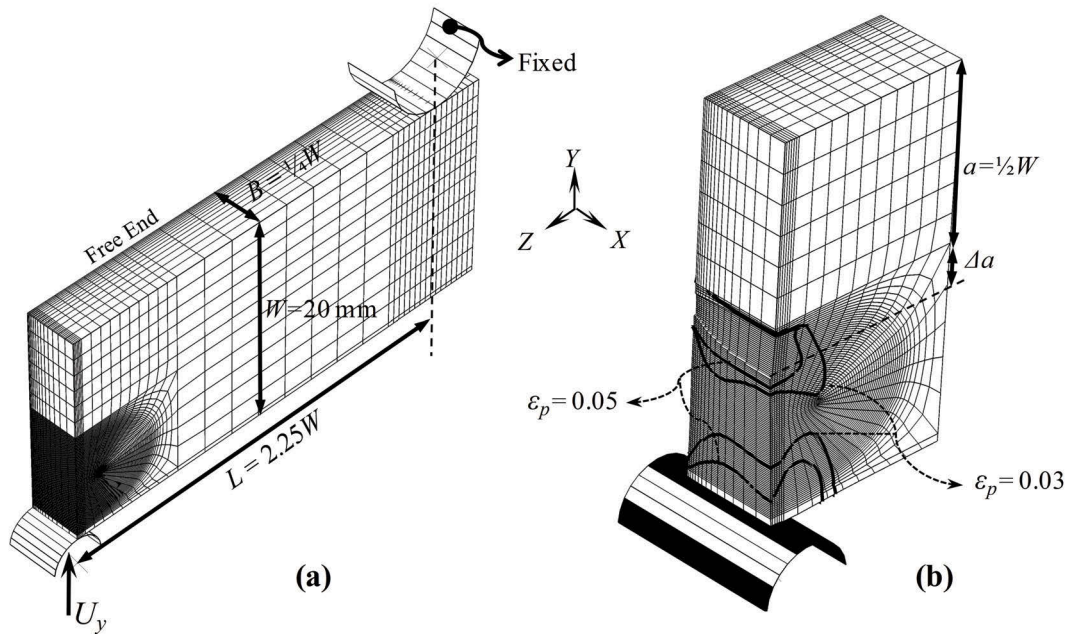 Fixed
B = ¼W
Free End
W=20 mm
L = 2.25W
U_y
(a)
Y
Z
X
a=½W
Δa
ε_p=0.05
ε_p=0.03
(b)